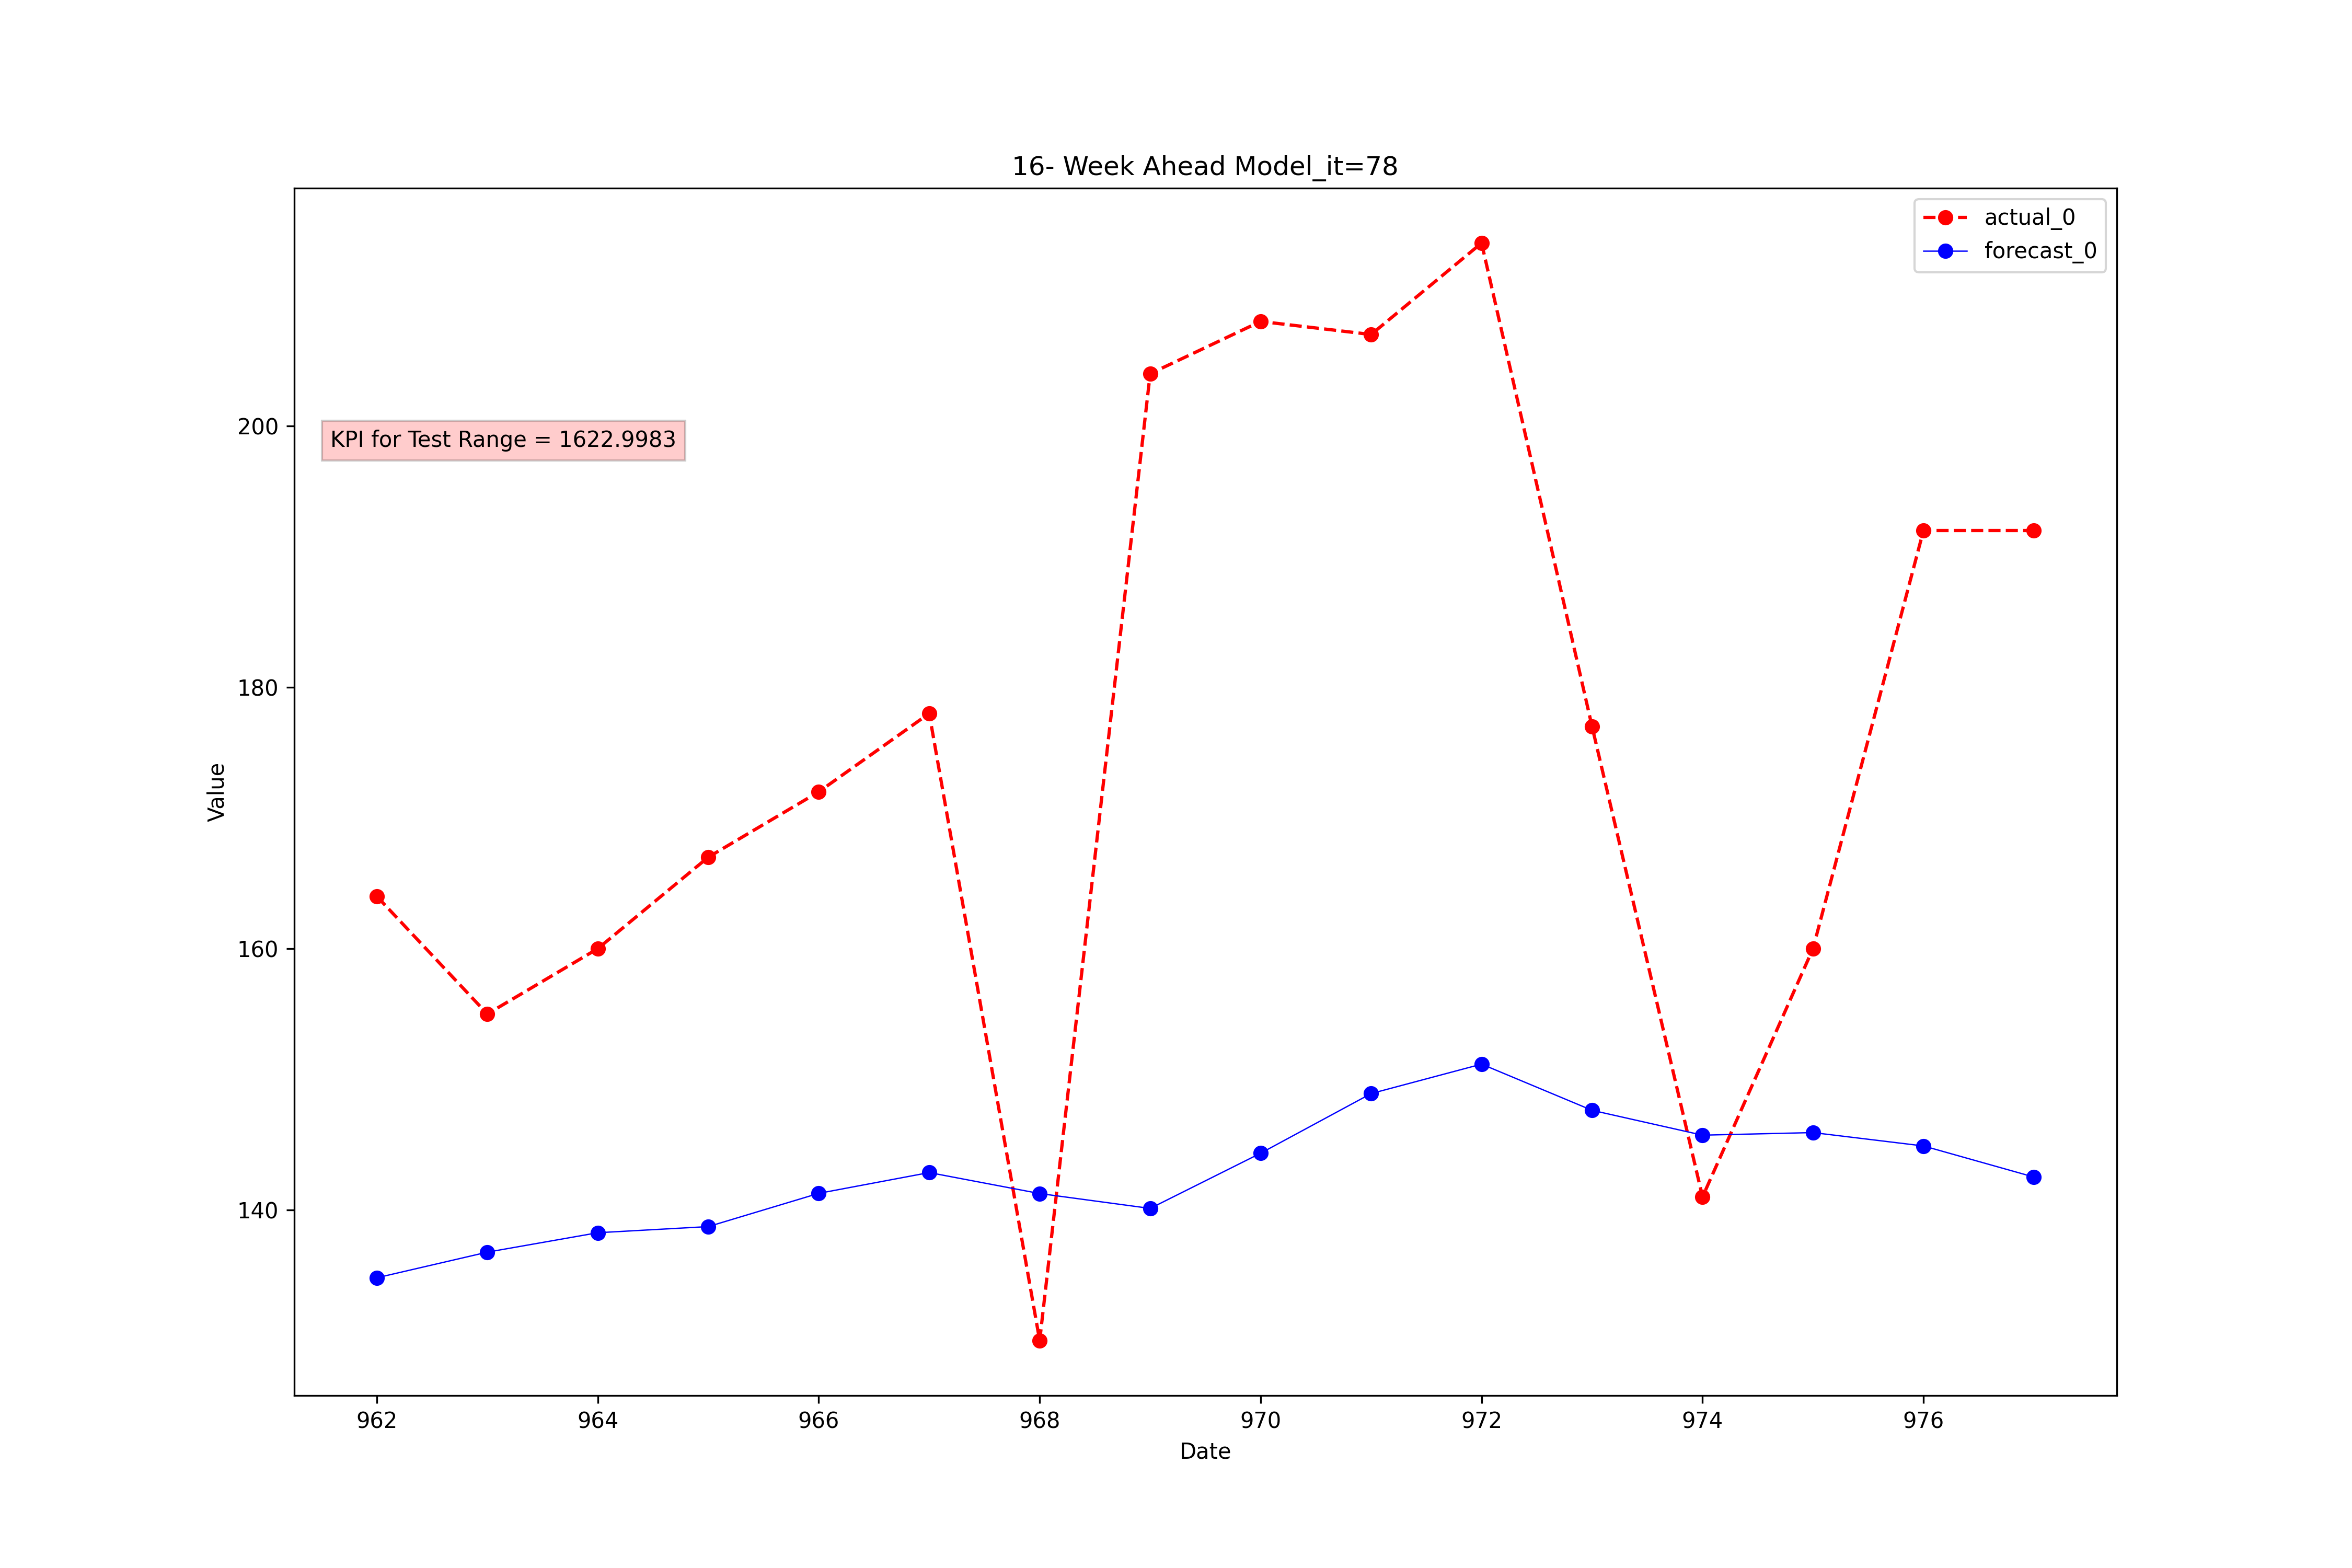 16- Week Ahead Model_it=78
actual_0
forecast_0
KPI for Test Range = 1622.9983
200
180
160
140
Value
962 964 966 968 970 972 974 976
Date